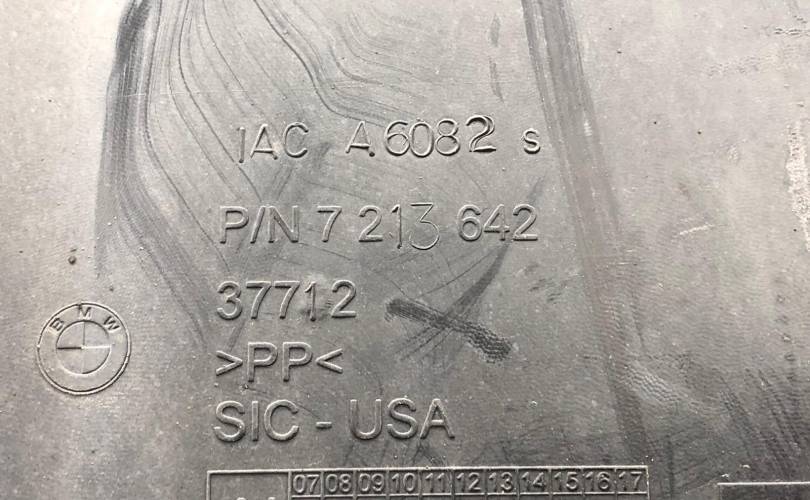 IAC A6082 s
P/N 7 213 642
37712
BMW
>PP<
SIC - USA
07 08 09 10 11 12 13 14 15 16 17